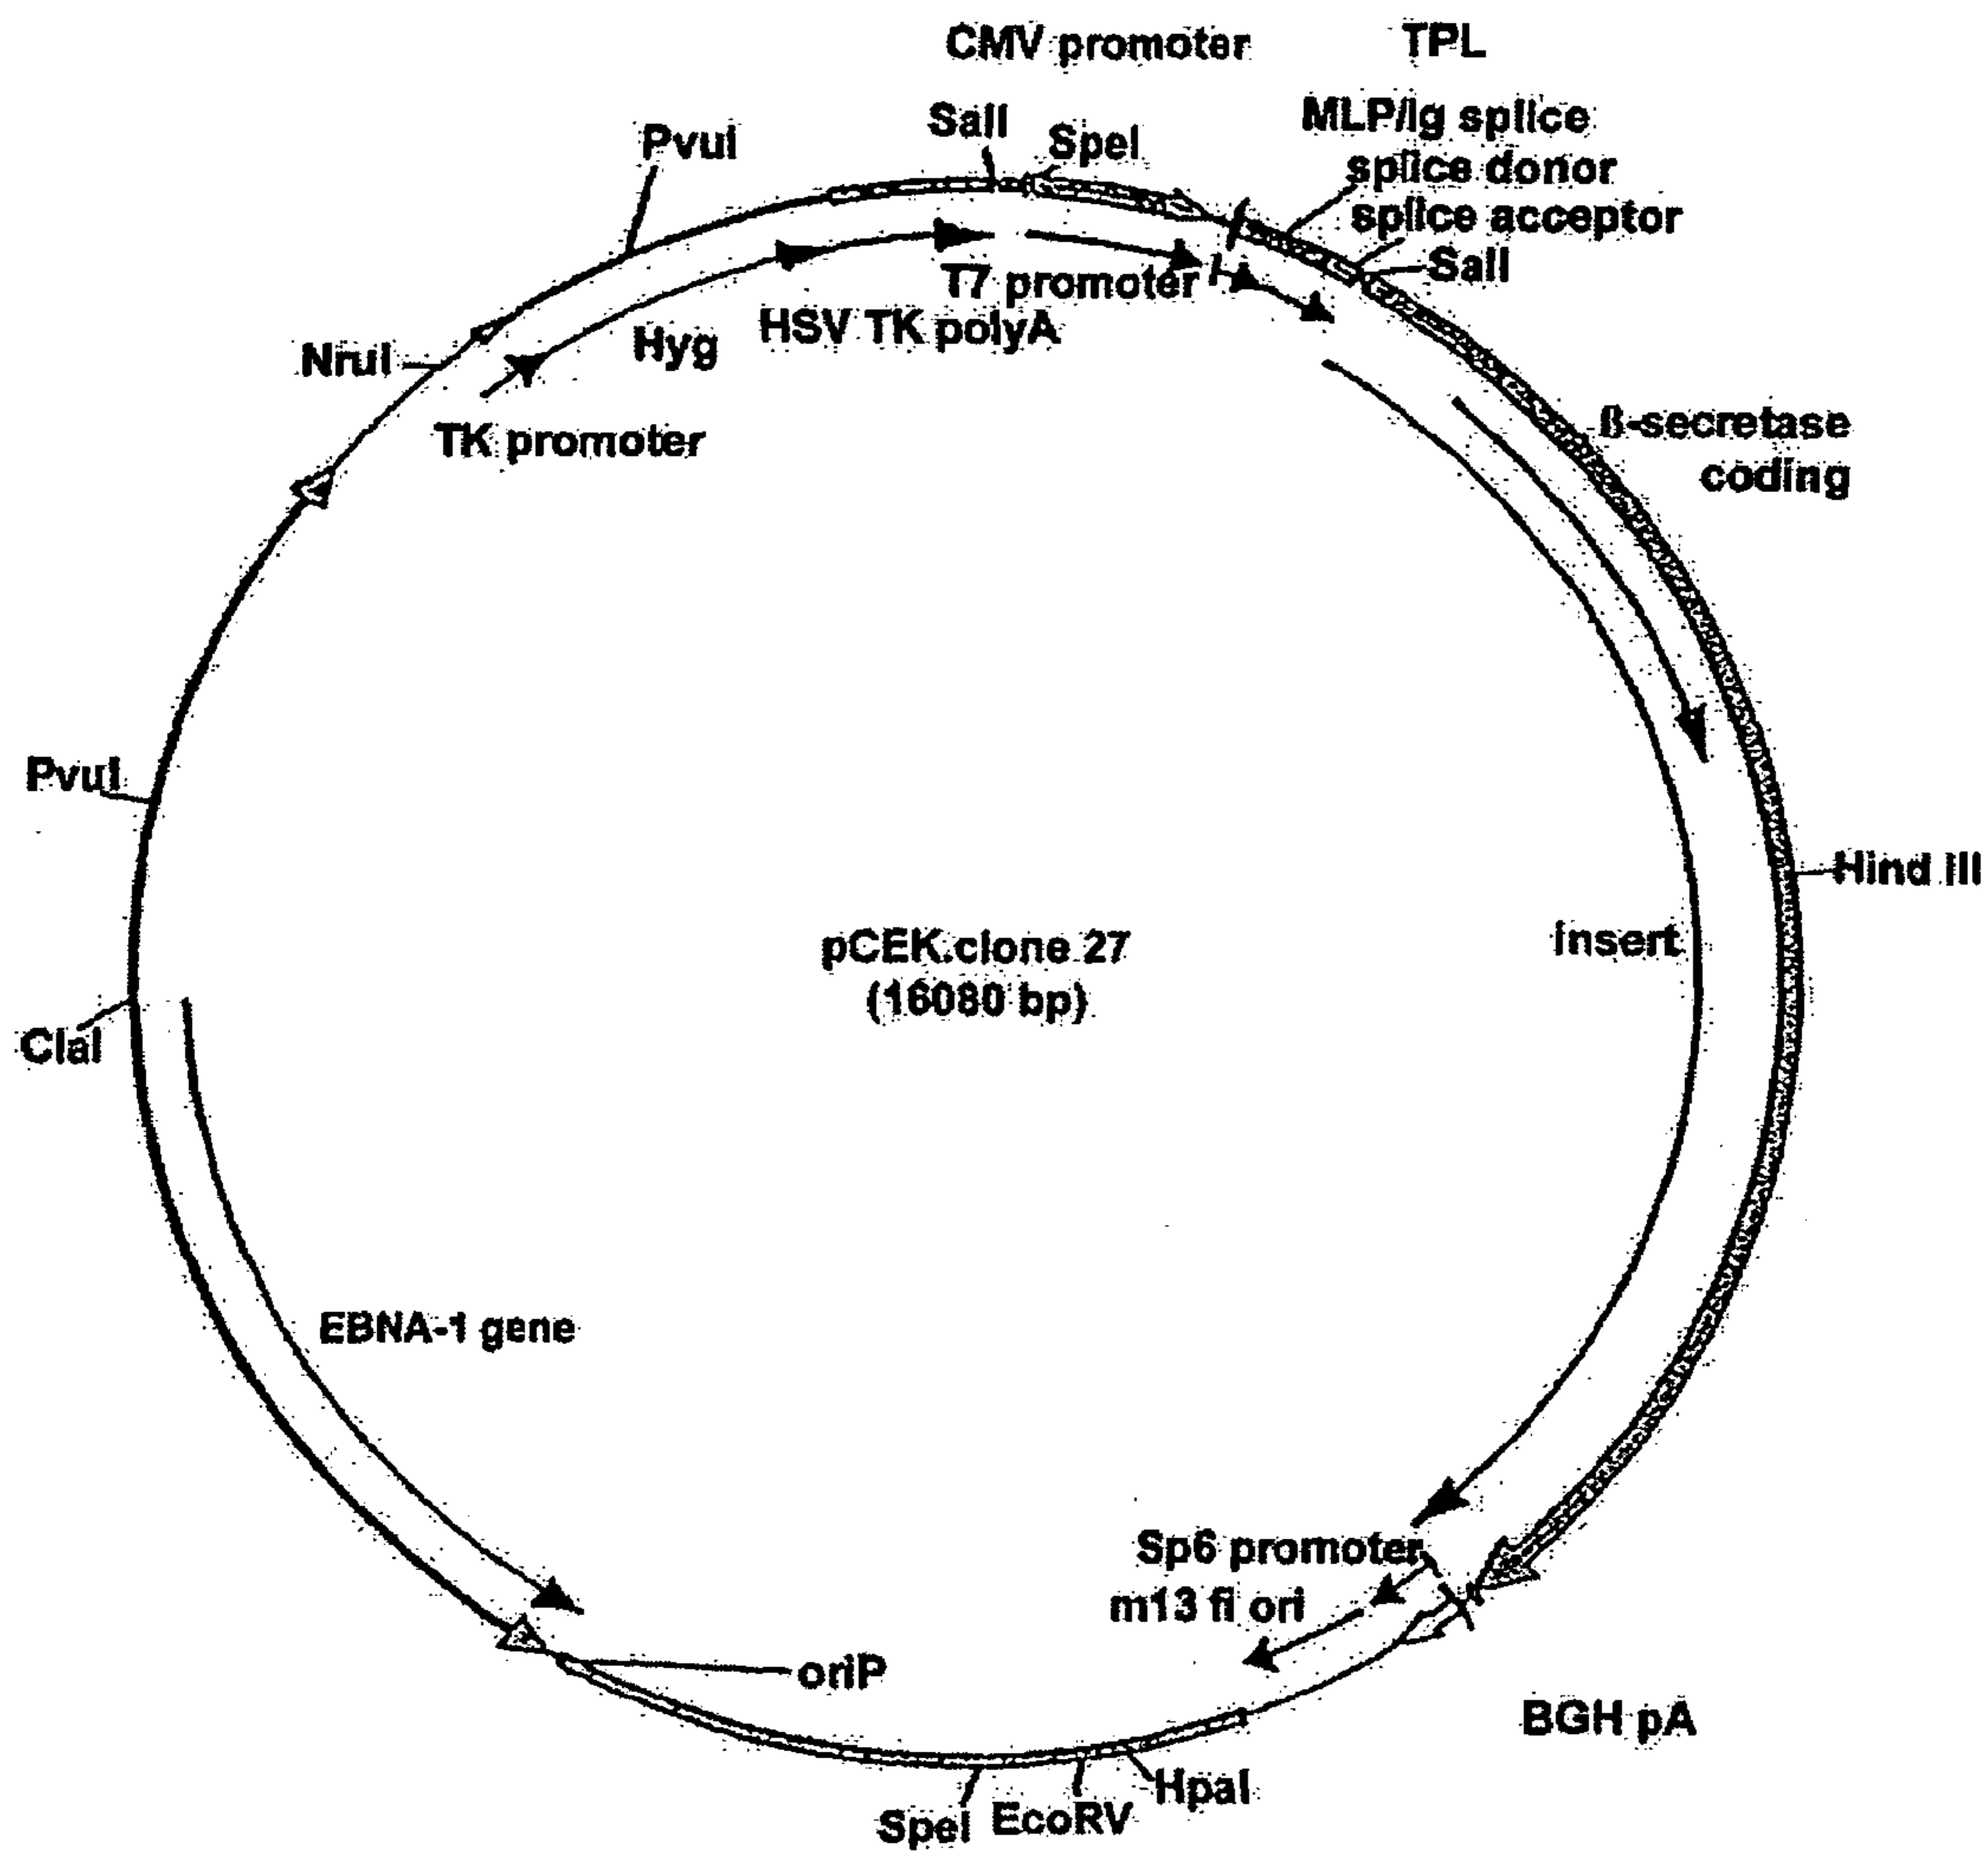 CMV promoter
TPL
SalI
SpeI
MLP/Ig splice
splice donor
splice acceptor
SalI
PvuI
T7 promoter
HSV TK polyA
Hyg
NruI
TK promoter
ß-secretase
coding
PvuI
Hind III
insert
pCEK.clone 27
(16080 bp)
ClaI
EBNA-1 gene
Sp6 promoter
m13 fi ori
oriP
BGH pA
HpaI
SpeI
EcoRV